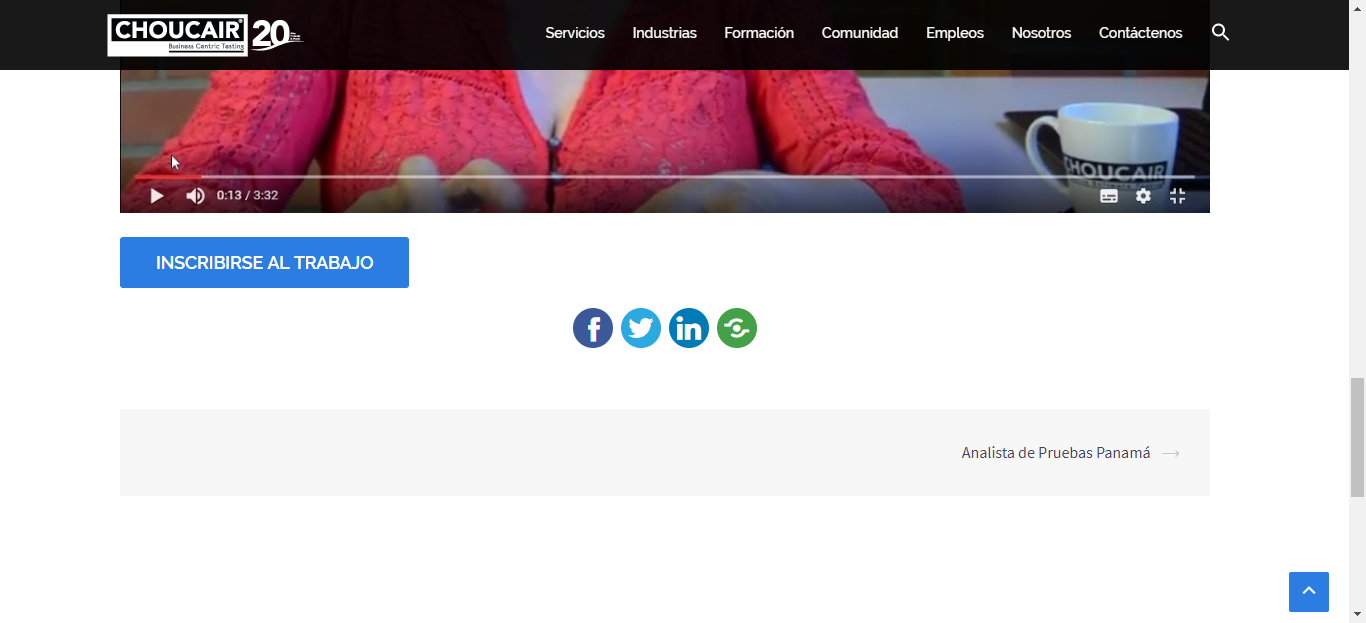 CHOUCAIR®
Business Centric Testing
20
Servicios Industrias Formación Comunidad Empleos Nosotros Contáctenos
CHOUCAIR
0:13 / 3:32
INSCRIBIRSE AL TRABAJO
f
in
Analista de Pruebas Panamá →